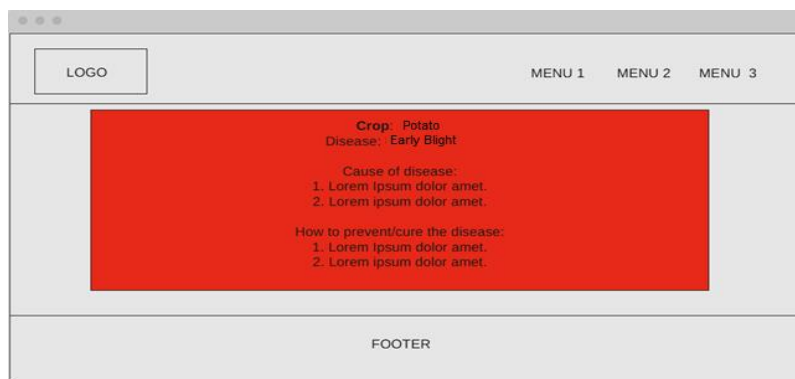 LOGO
MENU 1 MENU 2 MENU 3
Crop: Potato
Disease: Early Blight
Cause of disease:
1. Lorem Ipsum dolor amet.
2. Lorem ipsum dolor amet.
How to prevent/cure the disease:
1. Lorem Ipsum dolor amet.
2. Lorem ipsum dolor amet.
FOOTER